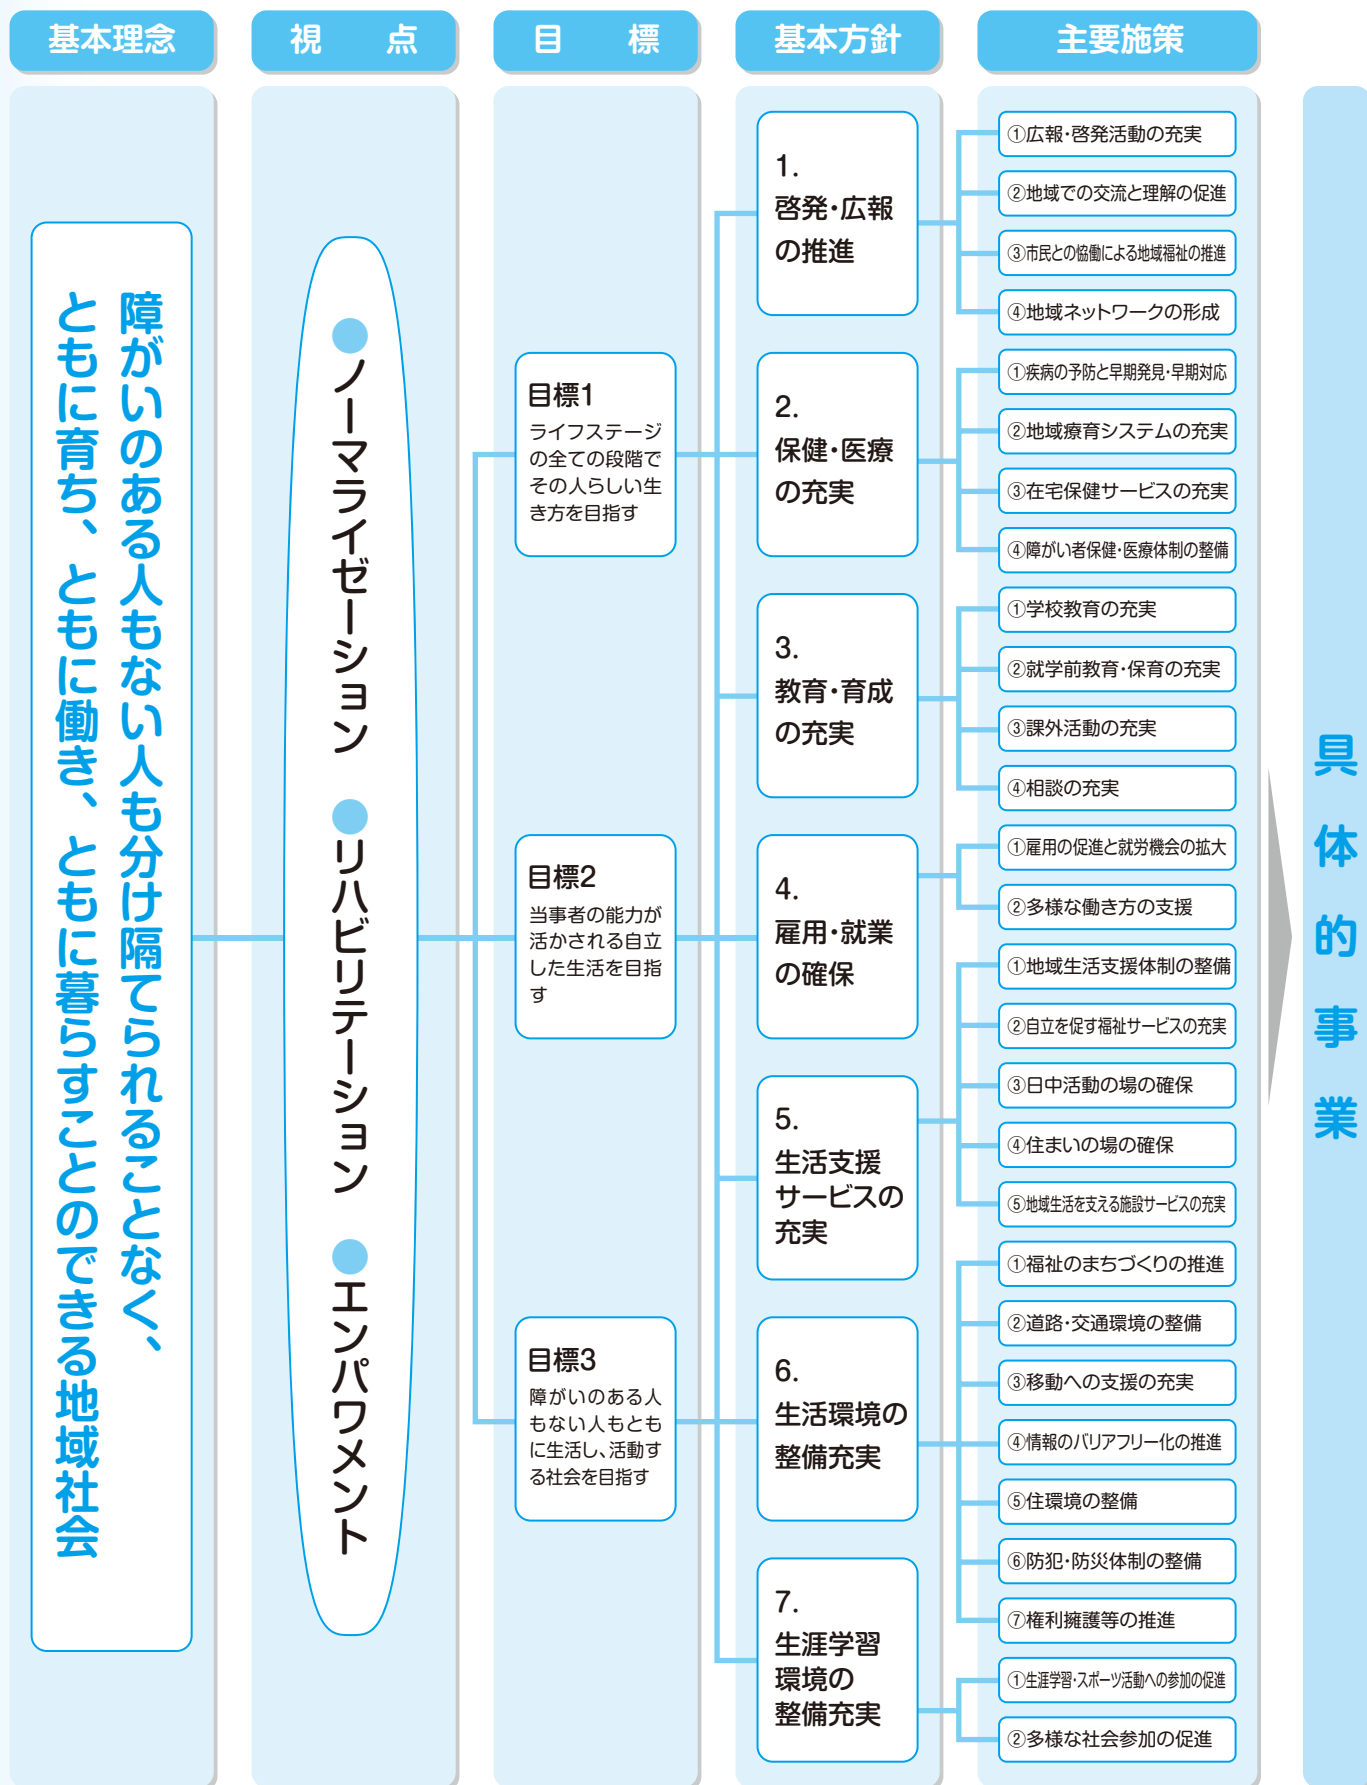 基本理念
視　点
目　標
基本方針
主要施策
障がいのある人もない人も分け隔てられることなく、
ともに育ち、ともに働き、ともに暮らすことのできる地域社会
●ノーマライゼーション ●リハビリテーション ●エンパワメント
目標1
ライフステージ
の全ての段階で
その人らしい生
き方を目指す
目標2
当事者の能力が
活かされる自立
した生活を目指
す
目標3
障がいのある人
もない人もとも
に生活し、活動す
る社会を目指す
1.
啓発・広報
の推進
①広報・啓発活動の充実
②地域での交流と理解の促進
③市民との協働による地域福祉の推進
④地域ネットワークの形成
2.
保健・医療
の充実
①疾病の予防と早期発見・早期対応
②地域療育システムの充実
③在宅保健サービスの充実
④障がい者保健・医療体制の整備
3.
教育・育成
の充実
①学校教育の充実
②就学前教育・保育の充実
③課外活動の充実
④相談の充実
4.
雇用・就業
の確保
①雇用の促進と就労機会の拡大
②多様な働き方の支援
5.
生活支援
サービスの
充実
①地域生活支援体制の整備
②自立を促す福祉サービスの充実
③日中活動の場の確保
④住まいの場の確保
⑤地域生活を支える施設サービスの充実
6.
生活環境の
整備充実
①福祉のまちづくりの推進
②道路・交通環境の整備
③移動への支援の充実
④情報のバリアフリー化の推進
⑤住環境の整備
⑥防犯・防災体制の整備
⑦権利擁護等の推進
7.
生涯学習
環境の
整備充実
①生涯学習・スポーツ活動への参加の促進
②多様な社会参加の促進
具体的事業